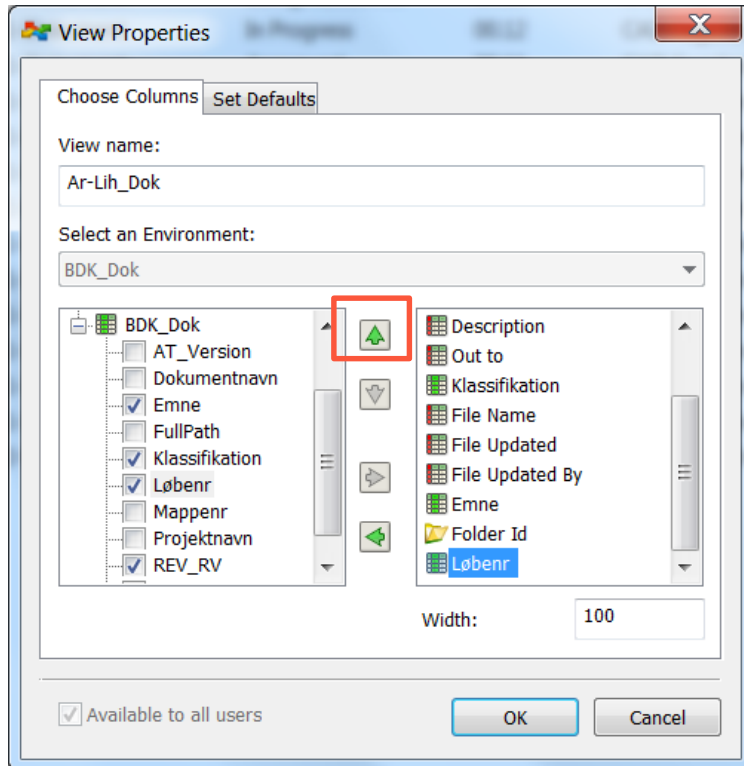 View Properties
Choose Columns
Set Defaults
View name:
Ar-Lih_Dok
Select an Environment:
BDK_Dok
BDK_Dok
AT_Version
Dokumentnavn
Emne
FullPath
Klassifikation
Løbenr
Mappenr
Projektnavn
REV_RV
Description
Out to
Klassifikation
File Name
File Updated
File Updated By
Emne
Folder Id
Løbenr
Width:
100
Available to all users
OK
Cancel